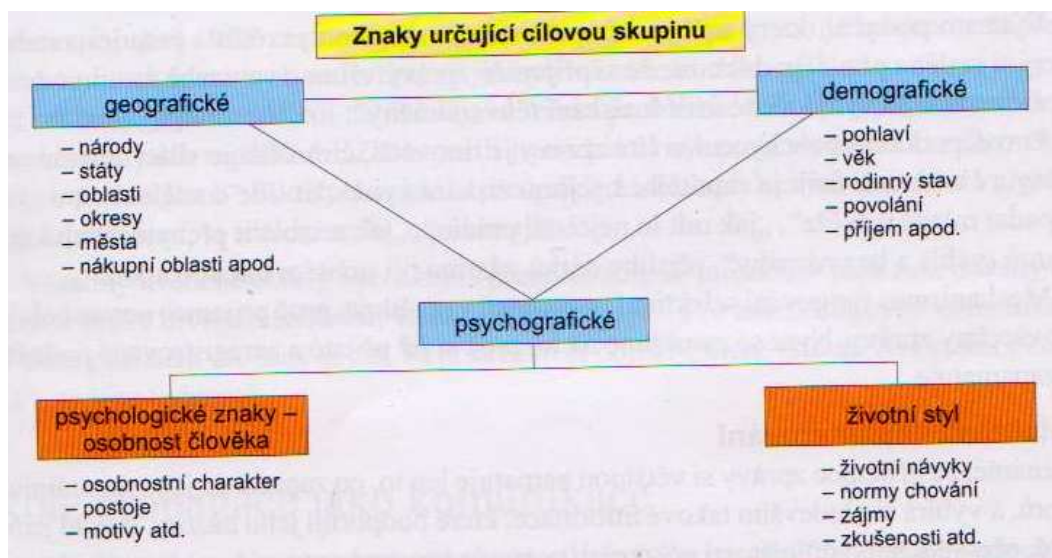 Znaky určující cílovou skupinu
geografické
– národy
– státy
– oblasti
– okresy
– města
– nákupní oblasti apod.
demografické
– pohlaví
– věk
– rodinný stav
– povolání
– příjem apod.
psychografické
psychologické znaky –
osobnost člověka
– osobnostní charakter
– postoje
– motivy atd.
životní styl
– životní návyky
– normy chování
– zájmy
– zkušenosti atd.